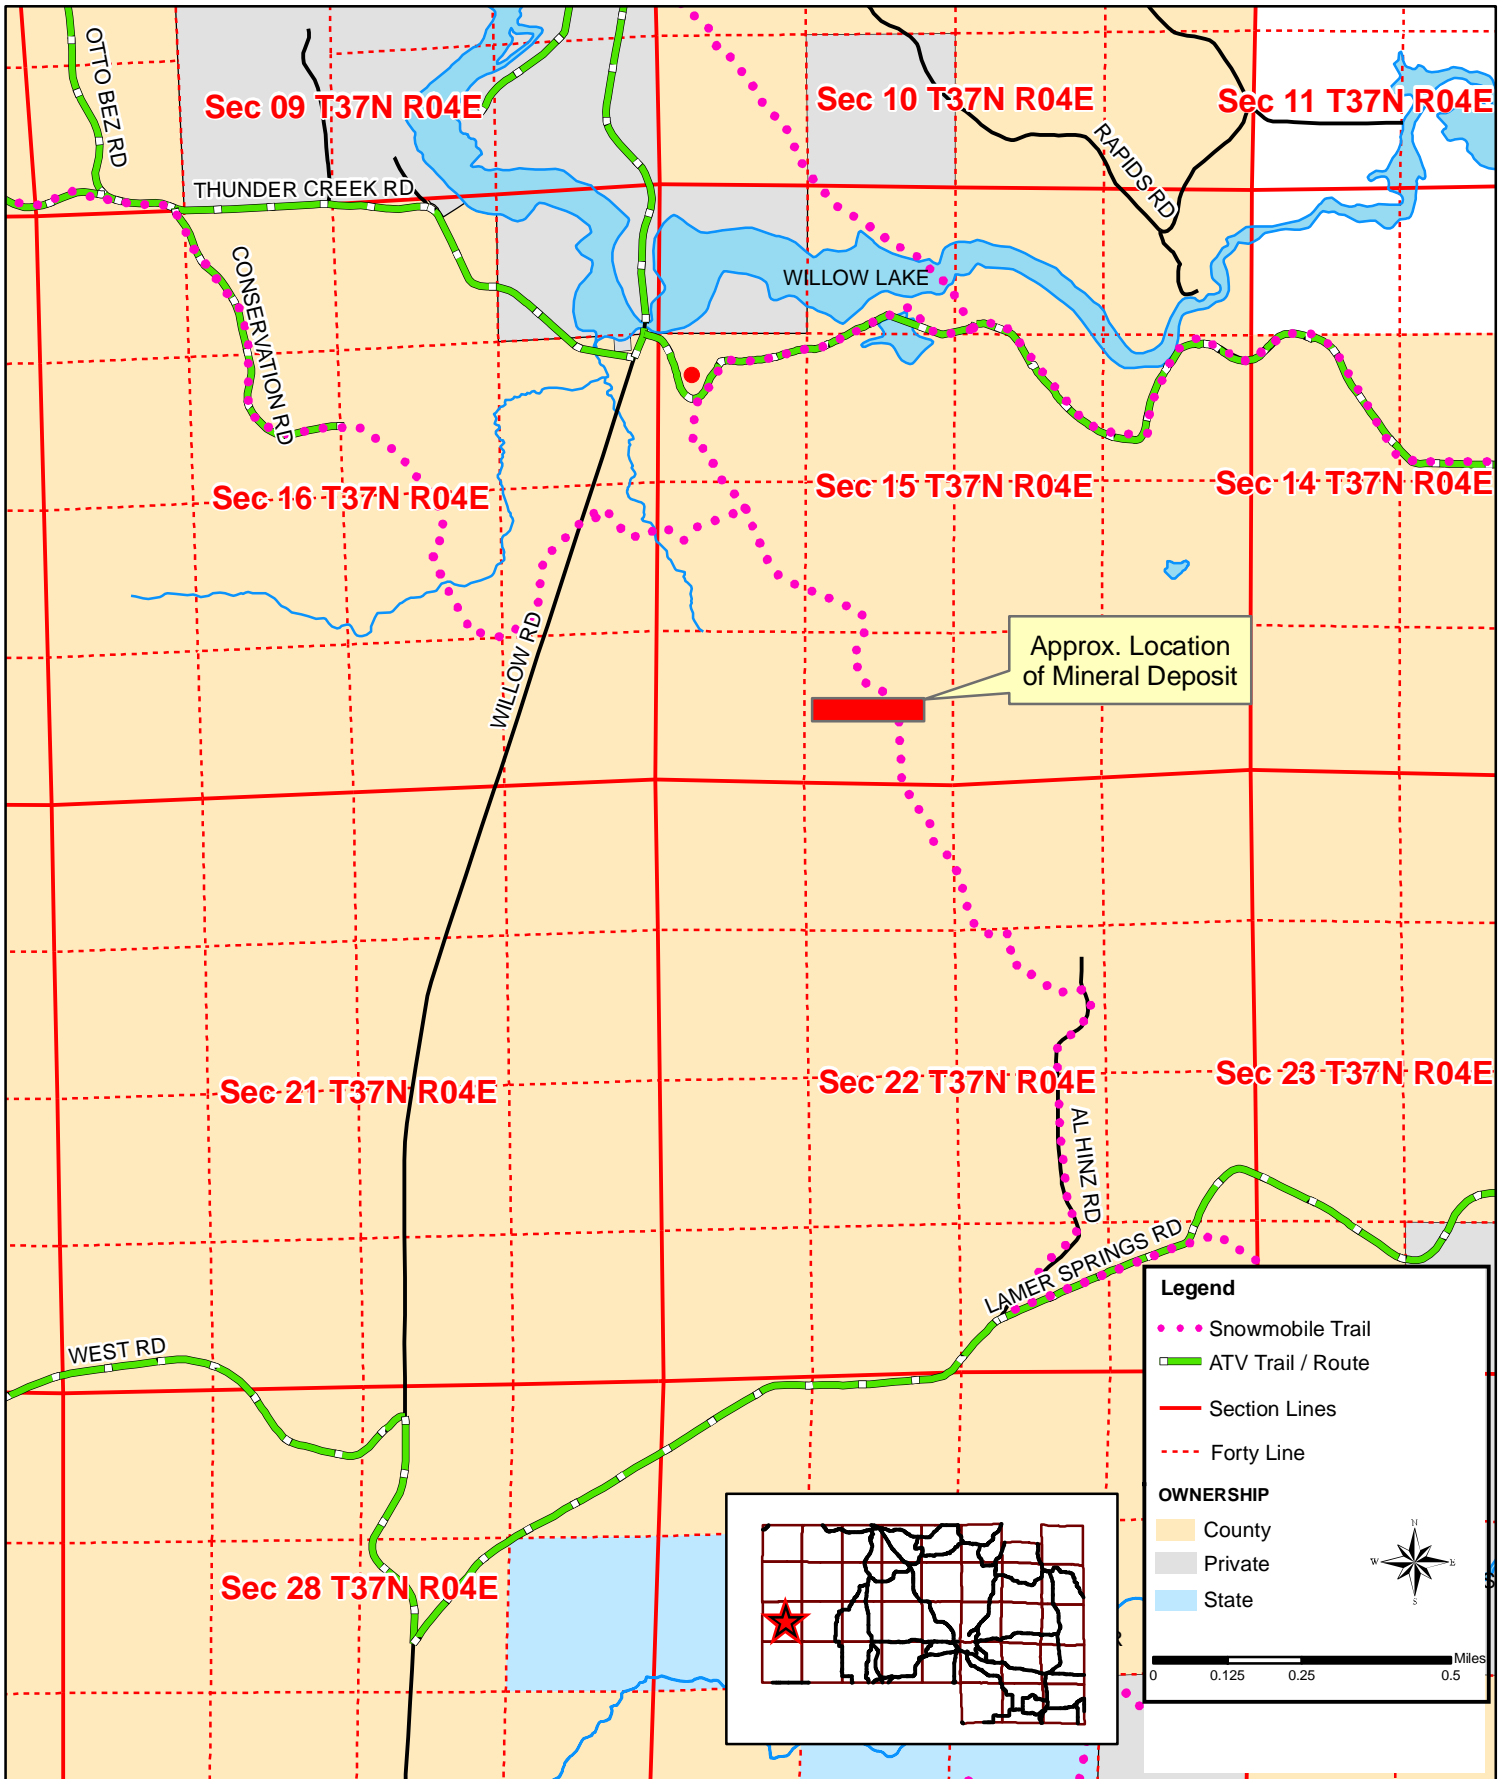 OTTO BEZ RD
Sec 09 T37N R04E
Sec 10 T37N R04E
Sec 11 T37N R04E
RAPIDS RD
THUNDER CREEK RD
CONSERVATION RD
WILLOW LAKE
Sec 16 T37N R04E
Sec 15 T37N R04E
Sec 14 T37N R04E
WILLOW RD
Approx. Location
of Mineral Deposit
Sec 21 T37N R04E
Sec 22 T37N R04E
Sec 23 T37N R04E
AL HINZ RD
LAMER SPRINGS RD
WEST RD
Sec 28 T37N R04E
Legend
Snowmobile Trail
ATV Trail / Route
Section Lines
Forty Line
OWNERSHIP
County
Private
State
N
W
E
S
Miles
0 0.125 0.25 0.5